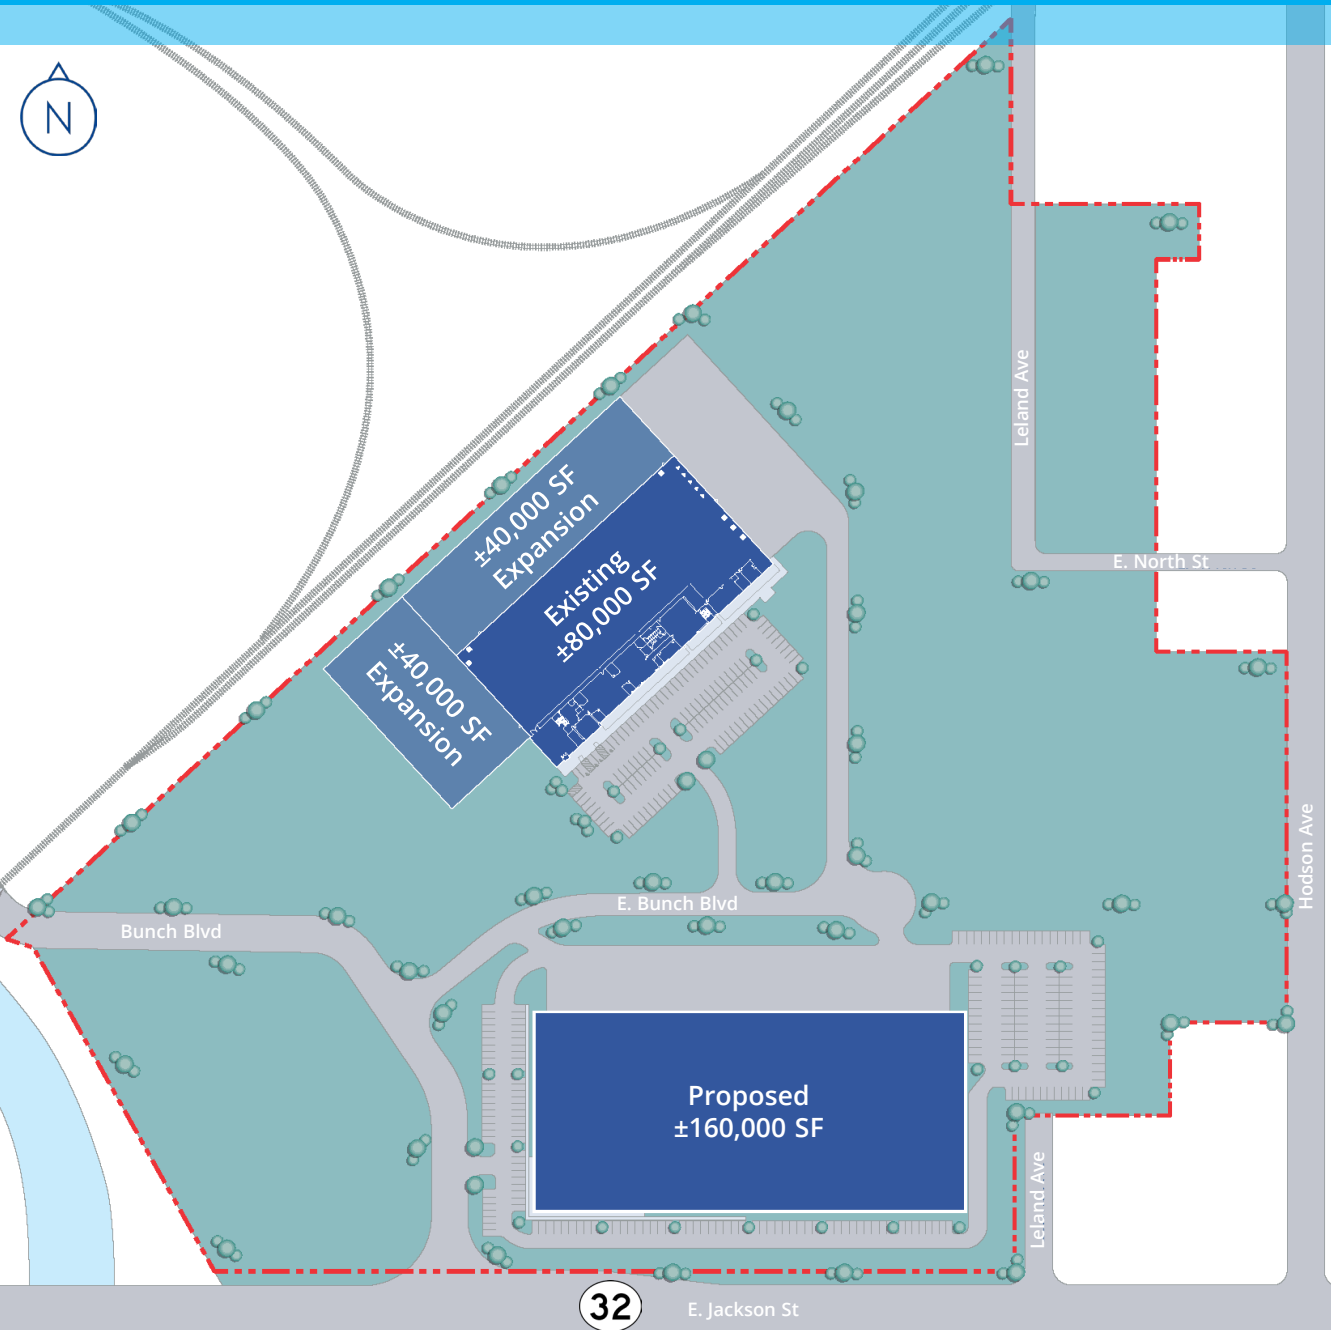 N
Leland Ave
E. North St
±40,000 SF
Expansion
Existing
±80,000 SF
±40,000 SF
Expansion
Hodson Ave
E. Bunch Blvd
Bunch Blvd
Proposed
±160,000 SF
Leland Ave
32
E. Jackson St